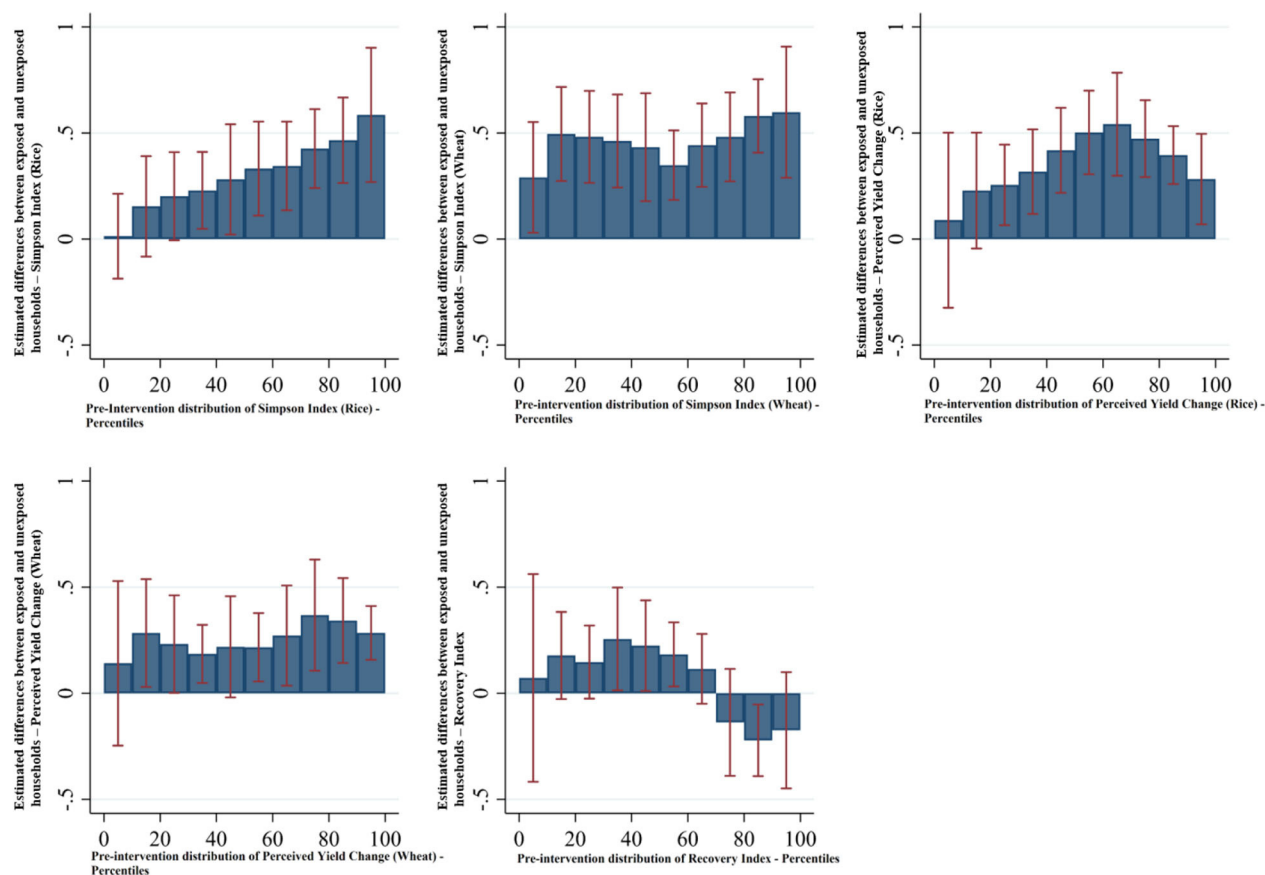 Estimated differences between exposed and unexposed
households – Simpson Index (Rice)
1
.5
0
-.5
0 20 40 60 80 100
Pre-Intervention distribution of Simpson Index (Rice) -
Percentiles
Estimated differences between exposed and unexposed
households – Simpson Index (Wheat)
1
.5
0
-.5
0 20 40 60 80 100
Pre-intervention distribution of Simpson Index (Wheat) -
Percentiles
Estimated differences between exposed and unexposed
households – Perceived Yield Change (Rice)
1
.5
0
-.5
0 20 40 60 80 100
Pre-intervention distribution of Perceived Yield Change (Rice) -
Percentiles
Estimated differences between exposed and unexposed
households – Perceived Yield Change (Wheat)
1
.5
0
-.5
0 20 40 60 80 100
Pre-intervention distribution of Perceived Yield Change (Wheat) -
Percentiles
Estimated differences between exposed and unexposed
households – Recovery Index
1
.5
0
-.5
0 20 40 60 80 100
Pre-intervention distribution of Recovery Index - Percentiles